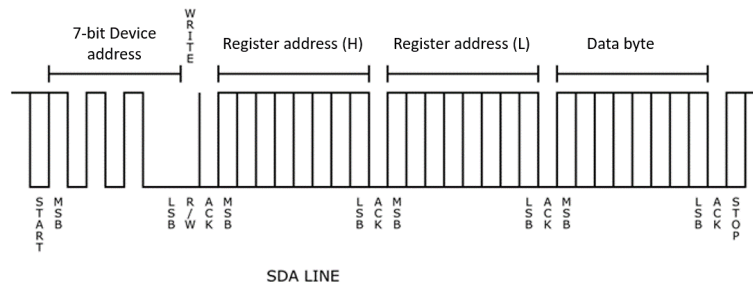 WRITE
7-bit Device
address
Register address (H)
Register address (L)
Data byte
START
MSB
LSB
R/W
ACK
MSB
LSB
ACK
MSB
LSB
ACK
MSB
LSB
ACK
STOP
SDA LINE